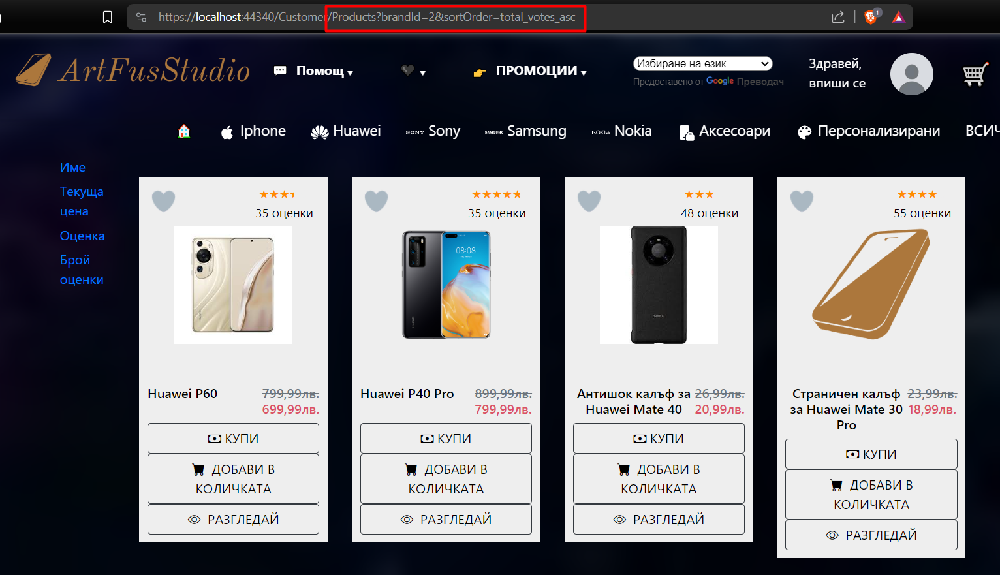 https://localhost:44340/Customer/Products?brandId=2&sortOrder=total_votes_asc
1
ArtFusStudio
Помощ
ПРОМОЦИИ
Избиране на език
Предоставено от Google Преводач
Здравей,
впиши се
Iphone
Huawei
SONY Sony
SAMSUNG Samsung
NOKIA Nokia
Аксесоари
Персонализирани
ВСИЧ
Име
Текуща
цена
Оценка
Брой
оценки
35 оценки
Huawei P60
799,99лв.
699,99лв.
КУПИ
ДОБАВИ В
КОЛИЧКАТА
РАЗГЛЕДАЙ
35 оценки
08:08
HUAWEI
Huawei P40 Pro
899,99лв.
799,99лв.
КУПИ
ДОБАВИ В
КОЛИЧКАТА
РАЗГЛЕДАЙ
48 оценки
HUAWEI
Антишок калъф за
Huawei Mate 40
26,99лв.
20,99лв.
КУПИ
ДОБАВИ В
КОЛИЧКАТА
РАЗГЛЕДАЙ
55 оценки
Страничен калъф
за Huawei Mate 30
Pro
23,99лв.
18,99лв.
КУПИ
ДОБАВИ В
КОЛИЧКАТА
РАЗГЛЕДАЙ